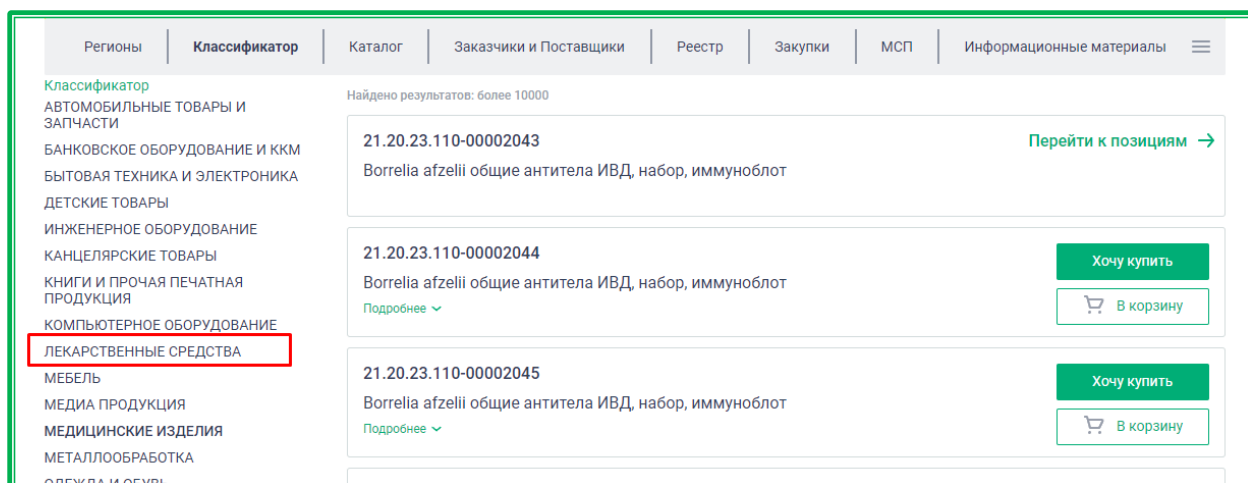 Регионы
Классификатор
Каталог
Заказчики и Поставщики
Реестр
Закупки
МСП
Информационные материалы
Классификатор
АВТОМОБИЛЬНЫЕ ТОВАРЫ И
ЗАПЧАСТИ
БАНКОВСКОЕ ОБОРУДОВАНИЕ И ККМ
БЫТОВАЯ ТЕХНИКА И ЭЛЕКТРОНИКА
ДЕТСКИЕ ТОВАРЫ
ИНЖЕНЕРНОЕ ОБОРУДОВАНИЕ
КАНЦЕЛЯРСКИЕ ТОВАРЫ
КНИГИ И ПРОЧАЯ ПЕЧАТНАЯ
ПРОДУКЦИЯ
КОМПЬЮТЕРНОЕ ОБОРУДОВАНИЕ
ЛЕКАРСТВЕННЫЕ СРЕДСТВА
МЕБЕЛЬ
МЕДИА ПРОДУКЦИЯ
МЕДИЦИНСКИЕ ИЗДЕЛИЯ
МЕТАЛЛООБРАБОТКА
ОДЕЖДА И ОБУВЬ
Найдено результатов: более 10000
21.20.23.110-00002043
Перейти к позициям →
Borrelia afzelii общие антитела ИВД, набор, иммуноблот
21.20.23.110-00002044
Borrelia afzelii общие антитела ИВД, набор, иммуноблот
Подробнее
Хочу купить
В корзину
21.20.23.110-00002045
Borrelia afzelii общие антитела ИВД, набор, иммуноблот
Подробнее
Хочу купить
В корзину